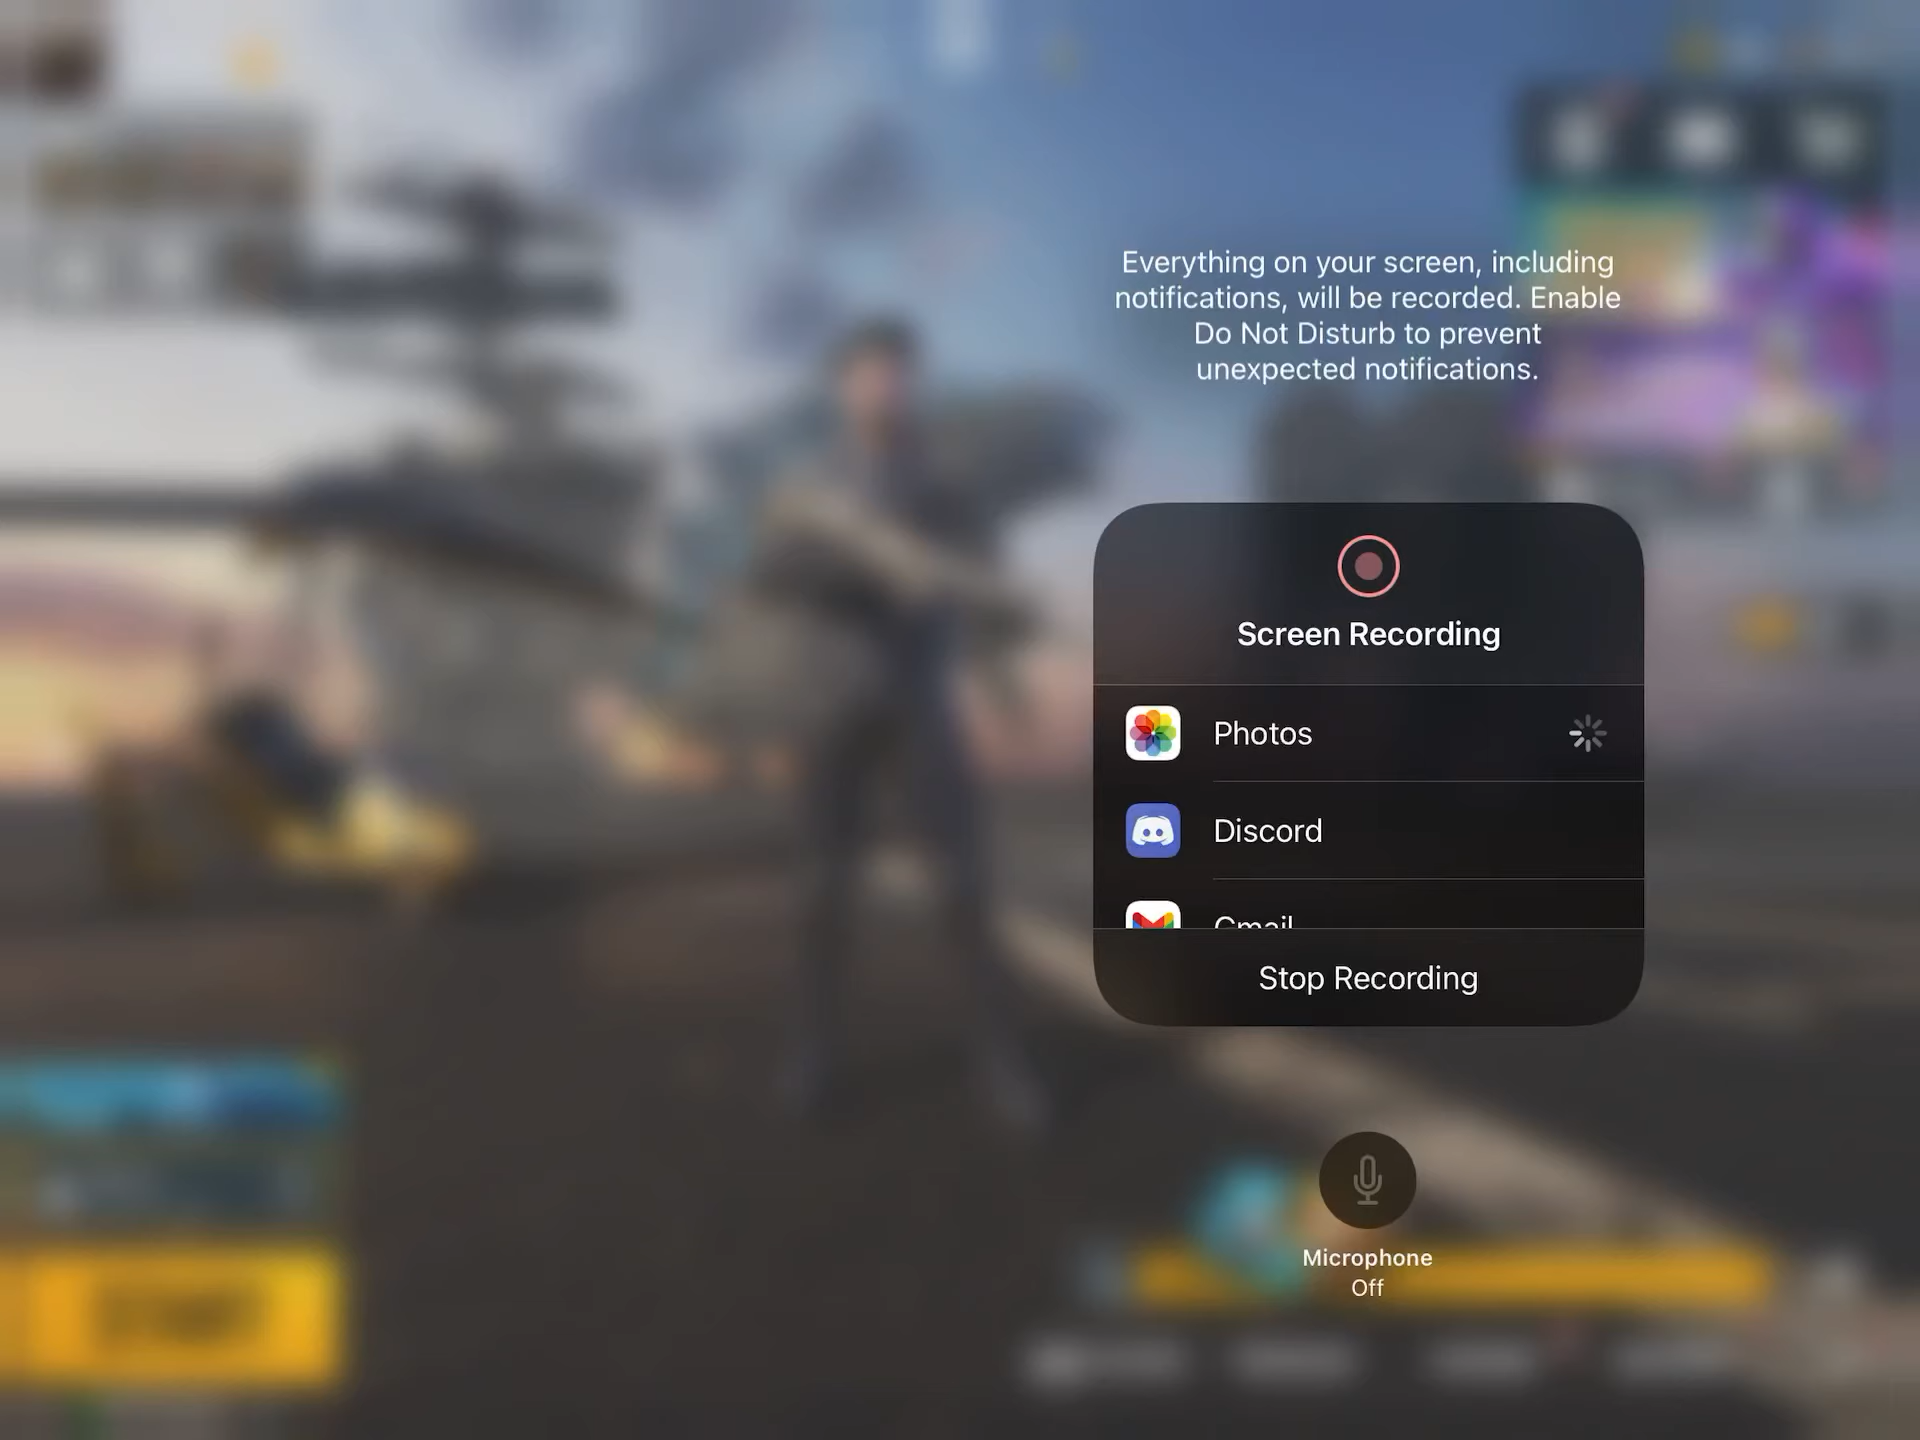 Everything on your screen, including
notifications, will be recorded. Enable
Do Not Disturb to prevent
unexpected notifications.
Screen Recording
Photos
Discord
Gmail
Stop Recording
Microphone
Off